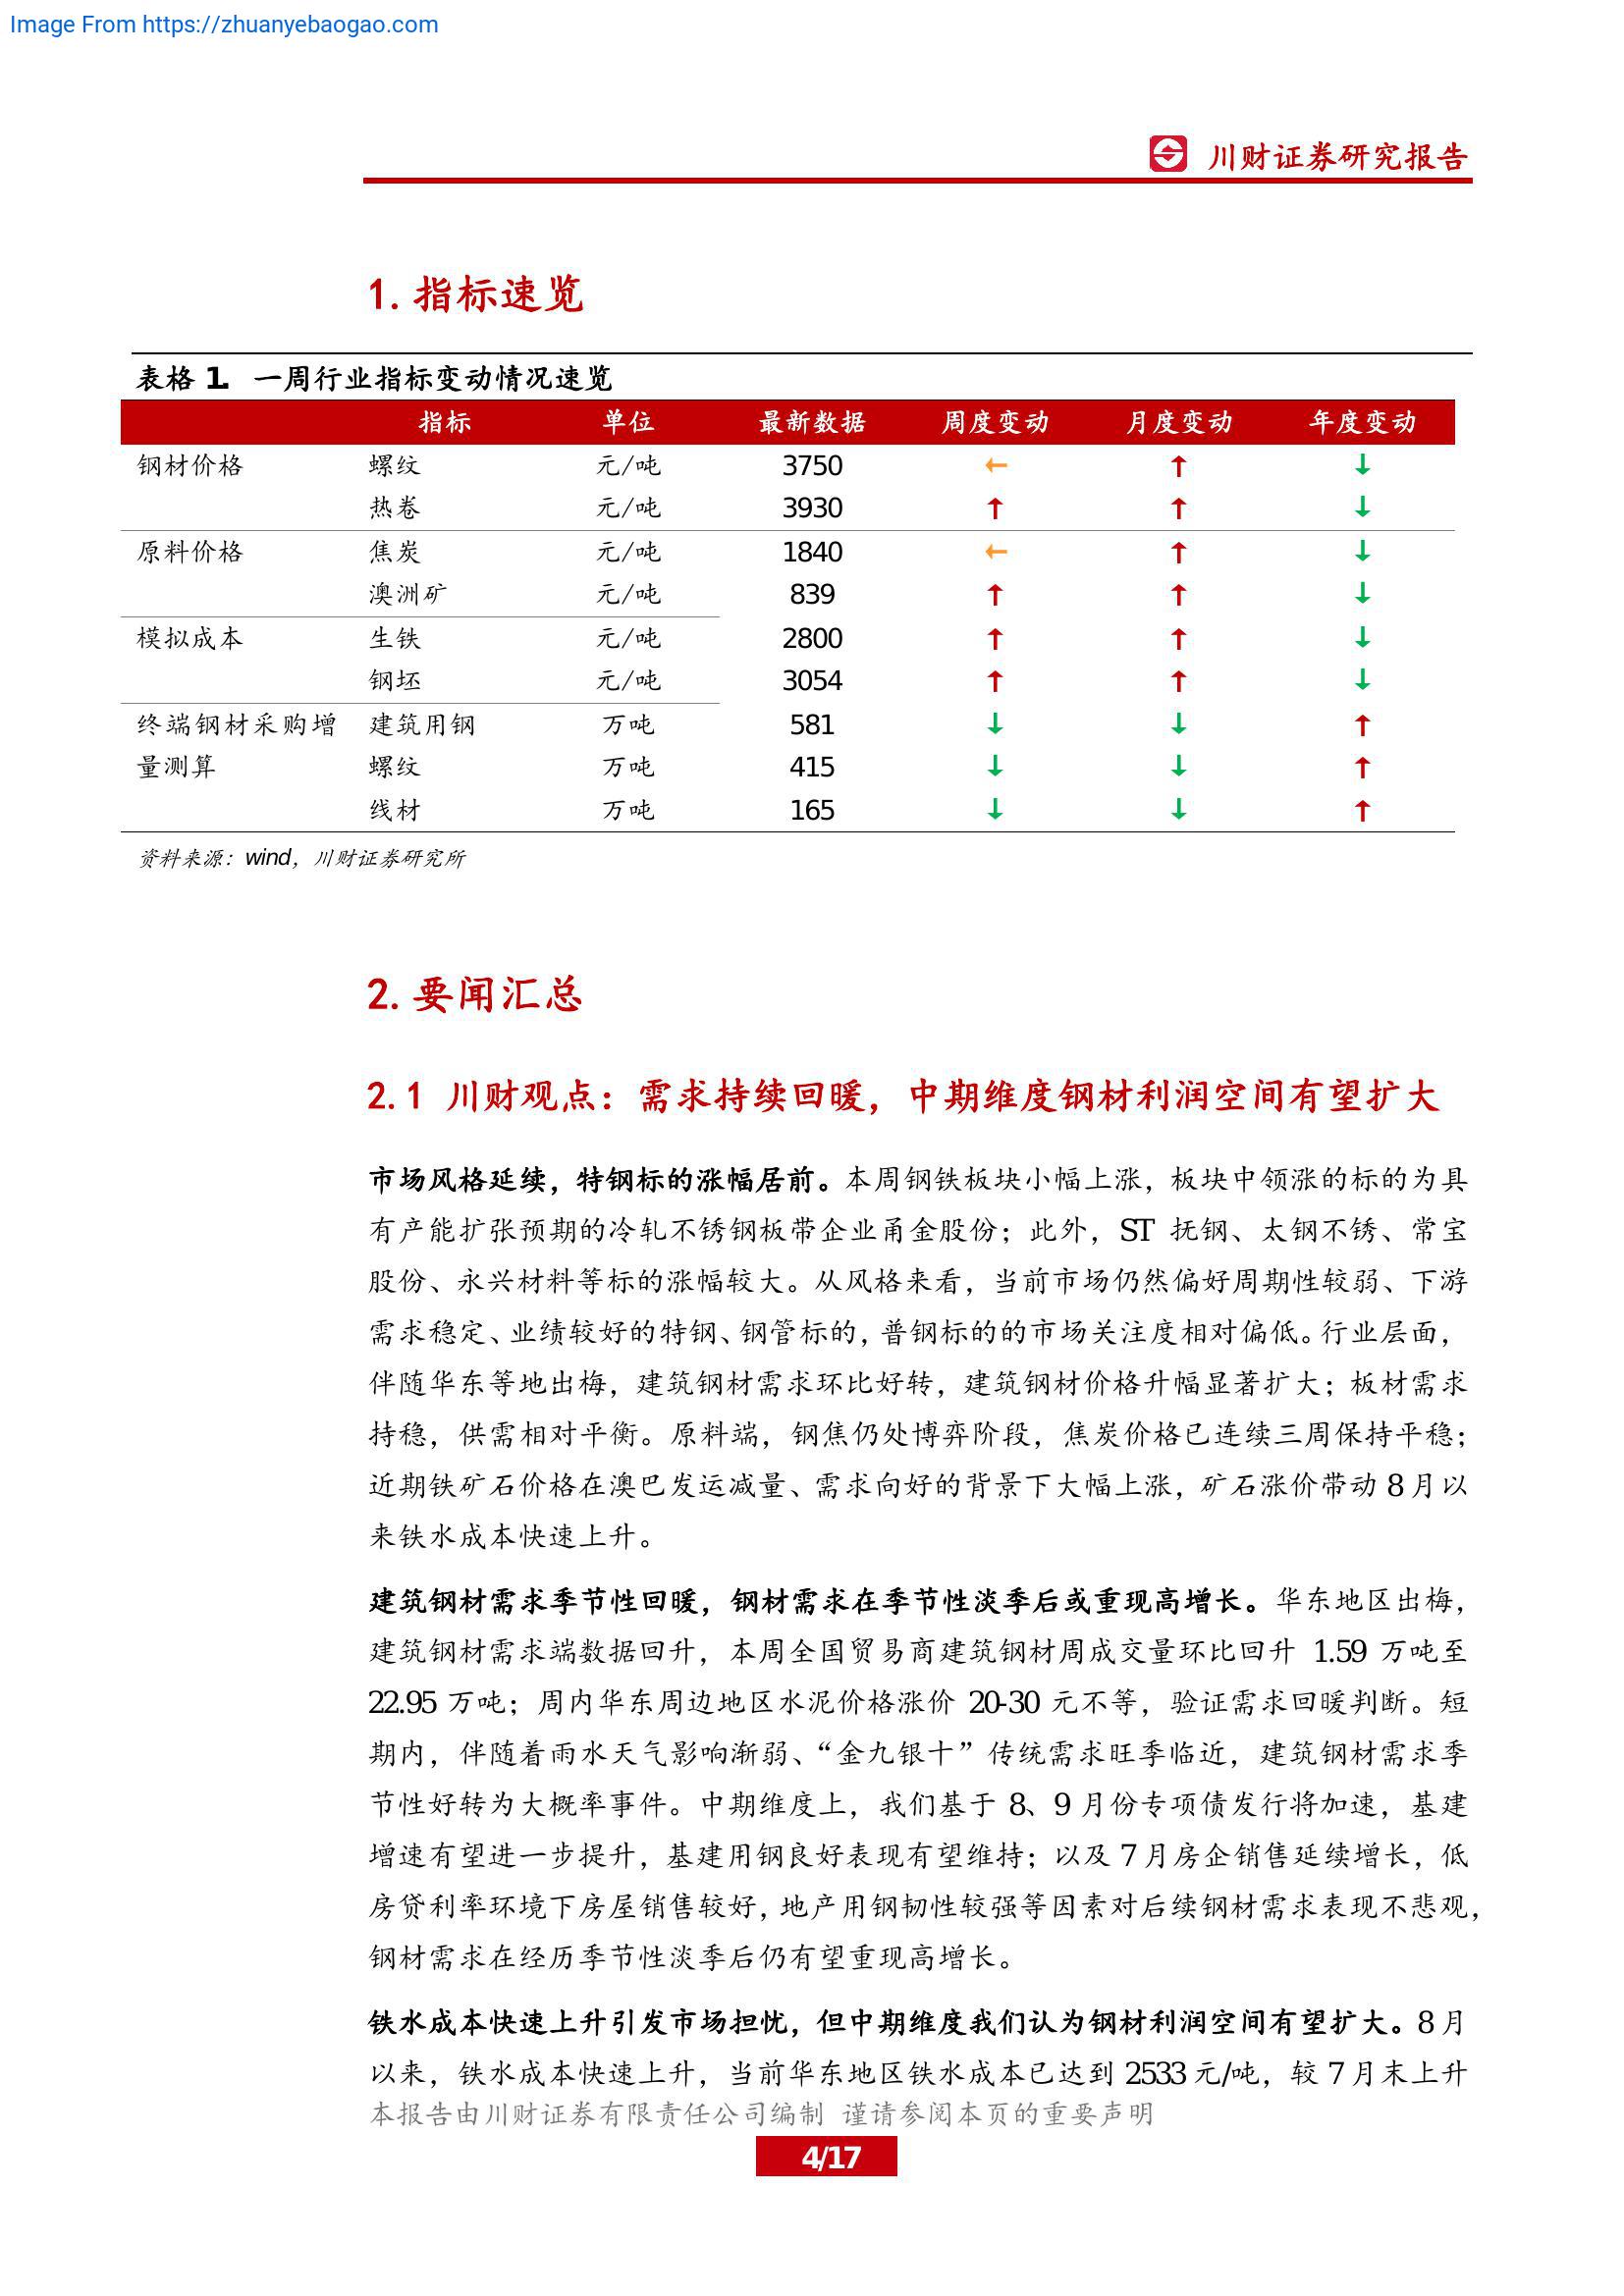 Image From https://zhuanyebaogao.com
川财证券研究报告
1.指标速览
表格 1. 一周行业指标变动情况速览
指标 单位 最新数据 周度变动 月度变动 年度变动
钢材价格 螺纹 元/吨 3750 ← ↑ ↓
热卷 元/吨 3930 ↑ ↑ ↓
原料价格 焦炭 元/吨 1840 ← ↑ ↓
澳洲矿 元/吨 839 ↑ ↑ ↓
模拟成本 生铁 元/吨 2800 ↑ ↑ ↓
钢坯 元/吨 3054 ↑ ↑ ↓
终端钢材采购增 建筑用钢 万吨 581 ↓ ↓ ↑
量测算 螺纹 万吨 415 ↓ ↓ ↑
线材 万吨 165 ↓ ↓ ↑
资料来源：wind，川财证券研究所
2.要闻汇总
2.1 川财观点：需求持续回暖，中期维度钢材利润空间有望扩大
市场风格延续，特钢标的涨幅居前。本周钢铁板块小幅上涨，板块中领涨的标的为具
有产能扩张预期的冷轧不锈钢板带企业甬金股份；此外，ST 抚钢、太钢不锈、常宝
股份、永兴材料等标的涨幅较大。从风格来看，当前市场仍然偏好周期性较弱、下游
需求稳定、业绩较好的特钢、钢管标的，普钢标的的市场关注度相对偏低。行业层面，
伴随华东等地出梅，建筑钢材需求环比好转，建筑钢材价格升幅显著扩大；板材需求
持稳，供需相对平衡。原料端，钢焦仍处博弈阶段，焦炭价格已连续三周保持平稳；
近期铁矿石价格在澳巴发运减量、需求向好的背景下大幅上涨，矿石涨价带动 8 月以
来铁水成本快速上升。
建筑钢材需求季节性回暖，钢材需求在季节性淡季后或重现高增长。华东地区出梅，
建筑钢材需求端数据回升，本周全国贸易商建筑钢材周成交量环比回升 1.59 万吨至
22.95 万吨；周内华东周边地区水泥价格涨价 20-30 元不等，验证需求回暖判断。短
期内，伴随着雨水天气影响渐弱、“金九银十”传统需求旺季临近，建筑钢材需求季
节性好转为大概率事件。中期维度上，我们基于 8、9 月份专项债发行将加速，基建
增速有望进一步提升，基建用钢良好表现有望维持；以及 7 月房企销售延续增长，低
房贷利率环境下房屋销售较好，地产用钢韧性较强等因素对后续钢材需求表现不悲观，
钢材需求在经历季节性淡季后仍有望重现高增长。
铁水成本快速上升引发市场担忧，但中期维度我们认为钢材利润空间有望扩大。8 月
以来，铁水成本快速上升，当前华东地区铁水成本已达到 2533 元/吨，较 7 月末上升
本报告由川财证券有限责任公司编制 谨请参阅本页的重要声明
4/17